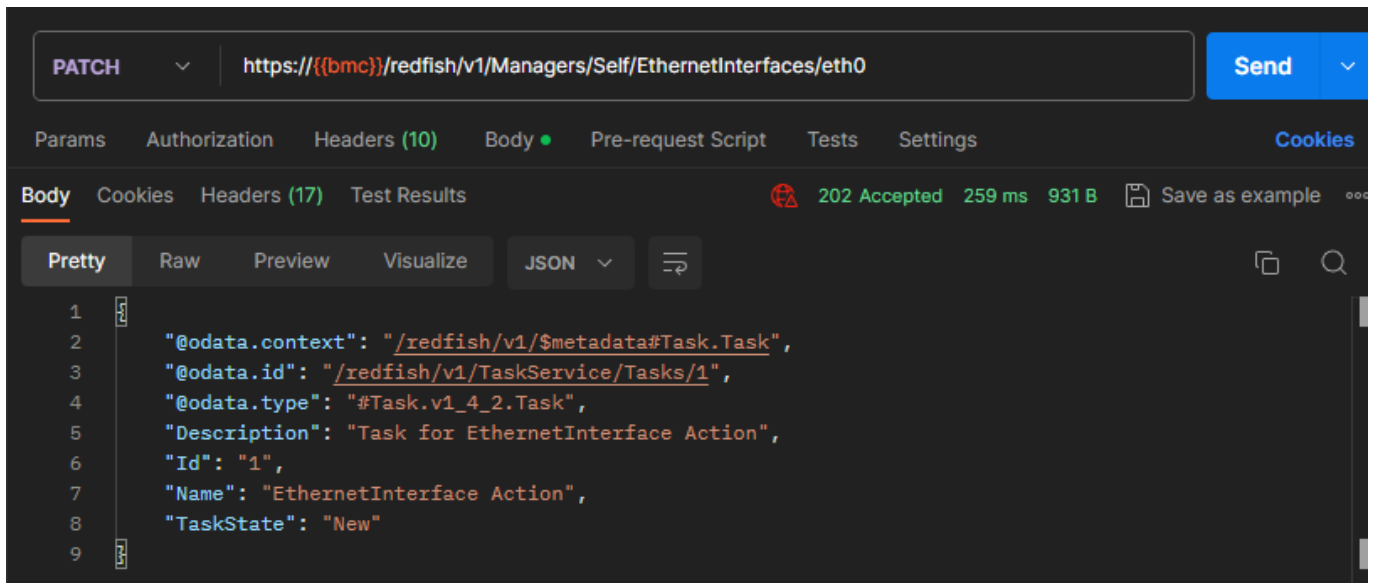 PATCH https://{{bmc}}/redfish/v1/Managers/Self/EthernetInterfaces/eth0 Send
Params Authorization Headers (10) Body Pre-request Script Tests Settings Cookies
Body Cookies Headers (17) Test Results 202 Accepted 259 ms 931 B Save as example
Pretty Raw Preview Visualize JSON
1 {
2 "@odata.context": "/redfish/v1/$metadata#Task.Task",
3 "@odata.id": "/redfish/v1/TaskService/Tasks/1",
4 "@odata.type": "#Task.v1_4_2.Task",
5 "Description": "Task for EthernetInterface Action",
6 "Id": "1",
7 "Name": "EthernetInterface Action",
8 "TaskState": "New"
9 }